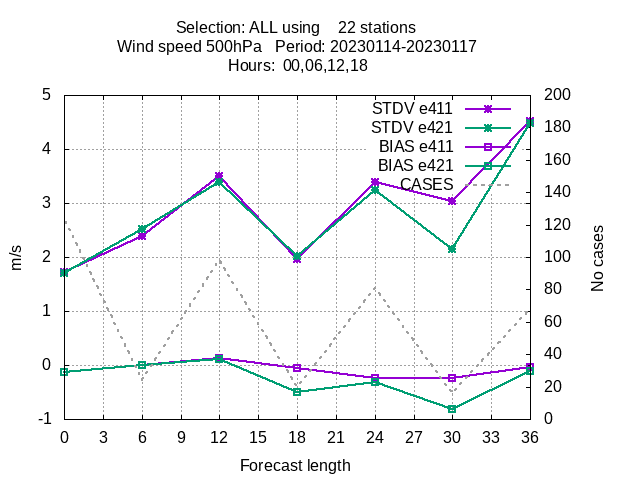 Selection: ALL using    22 stations
Wind speed 500hPa   Period: 20230114-20230117
Hours: 00,06,12,18
STDV e411
STDV e421
BIAS e411
BIAS e421
CASES
5
4
3
2
1
0
-1
m/s
200
180
160
140
120
100
80
60
40
20
0
No cases
0 3 6 9 12 15 18 21 24 27 30 33 36
Forecast length